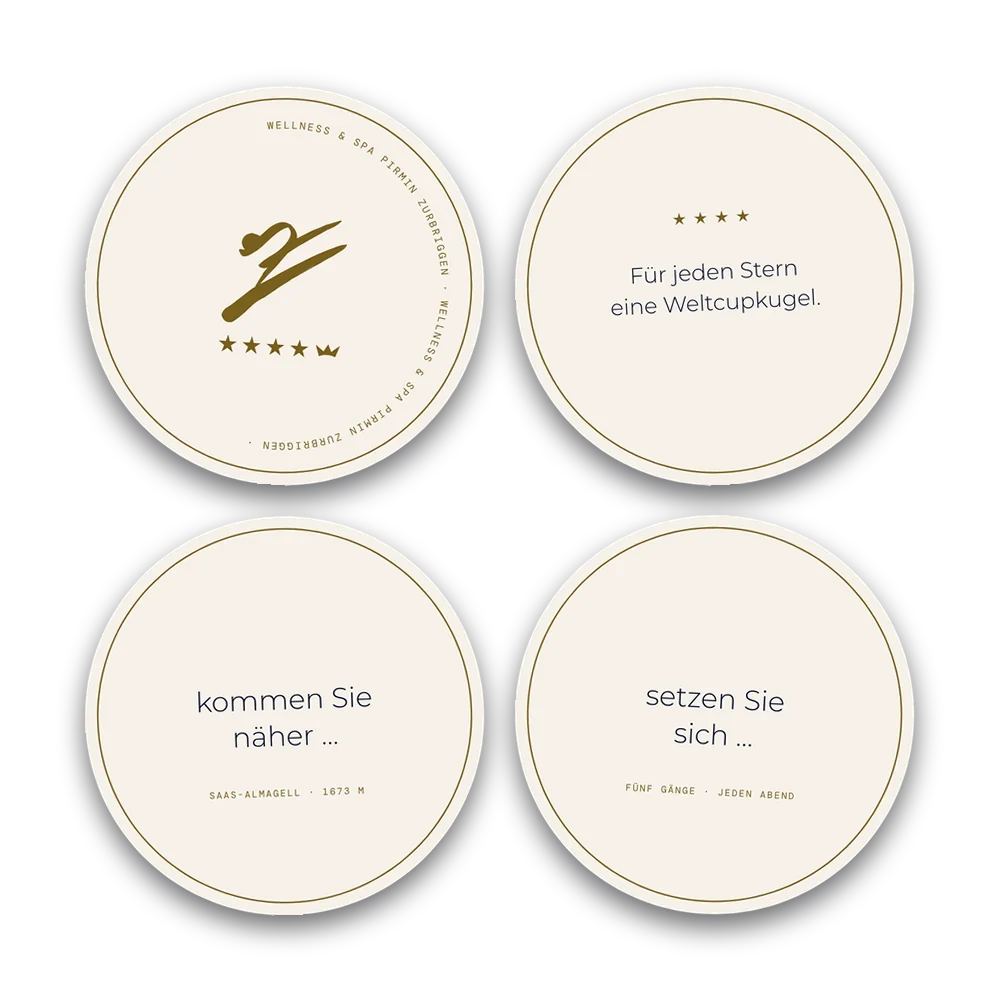 WELLNESS & SPA PIRMIN ZURBRIGGEN · WELLNESS & SPA PIRMIN ZURBRIGGEN ·
Für jeden Stern
eine Weltcupkugel.
kommen Sie
näher ...
SAAS-ALMAGELL · 1673 M
setzen Sie
sich ...
FÜNF GÄNGE · JEDEN ABEND